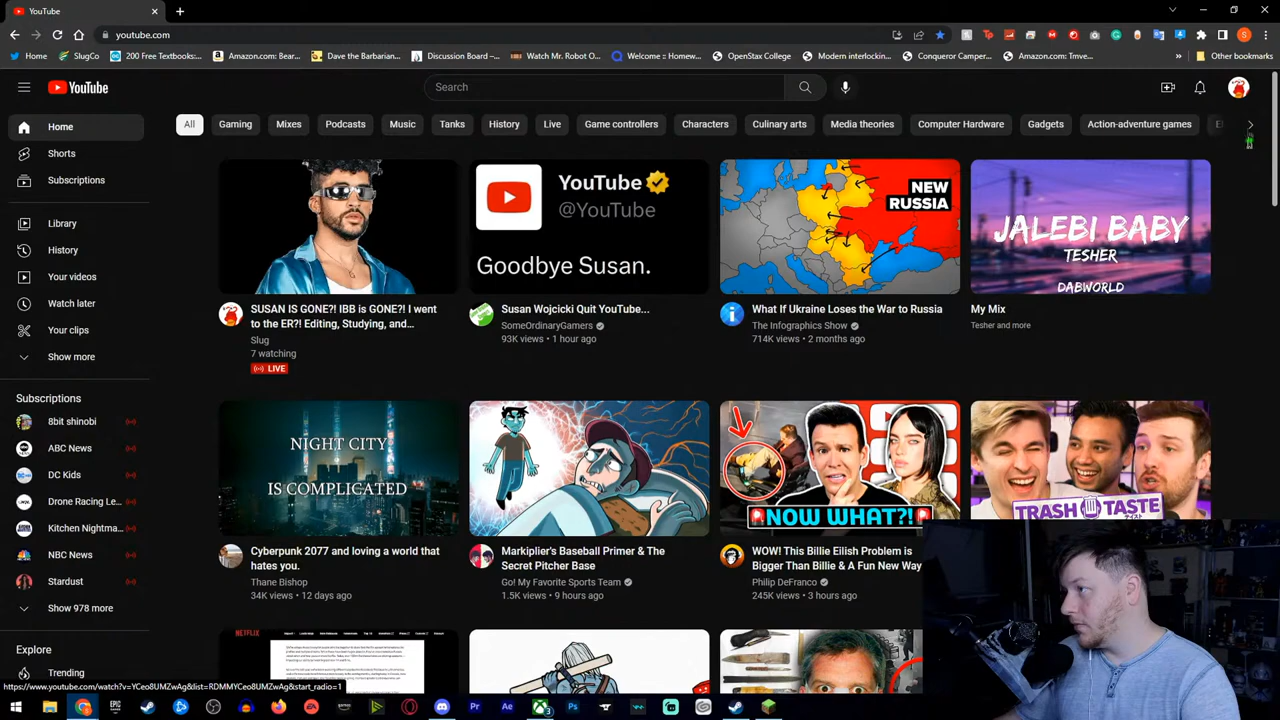 YouTube
youtube.com
Home
SlugCo
200 Free Textbooks:...
Amazon.com: Bear...
Dave the Barbarian...
Discussion Board –...
Watch Mr. Robot O...
Welcome :: Homew...
OpenStax College
Modern interlockin...
Conqueror Camper...
Amazon.com: Tmve...
Other bookmarks
YouTube
Search
All
Gaming
Mixes
Podcasts
Music
Tanks
History
Live
Game controllers
Characters
Culinary arts
Media theories
Computer Hardware
Gadgets
Action-adventure games
Home
Shorts
Subscriptions
Library
History
Your videos
Watch later
Your clips
Show more
Subscriptions
8bit shinobi
ABC News
DC Kids
Drone Racing Le...
Kitchen Nightma...
NBC News
Stardust
Show 978 more
Explore
Trending
https://www.youtube.com/watch?v=YCeo8UMZwAg&list=RDMMYCeo8UMZwAg&start_radio=1
SUSAN IS GONE?! IBB is GONE?! I went
to the ER?! Editing, Studying, and...
Slug
7 watching
LIVE
YouTube
@YouTube
Goodbye Susan.
Susan Wojcicki Quit YouTube...
SomeOrdinaryGamers
93K views • 1 hour ago
NEW
RUSSIA
What If Ukraine Loses the War to Russia
The Infographics Show
714K views • 2 months ago
JALEBI BABY
TESHER
DABWORLD
My Mix
Tesher and more
NIGHT CITY
IS COMPLICATED
Cyberpunk 2077 and loving a world that
hates you.
Thane Bishop
34K views • 12 days ago
Markiplier's Baseball Primer & The
Secret Pitcher Base
Go! My Favorite Sports Team
1.5K views • 9 hours ago
NOW WHAT?!
WOW! This Billie Eilish Problem is
Bigger Than Billie & A Fun New Way
Philip DeFranco
245K views • 3 hours ago
TRASH TASTE
NETFLIX